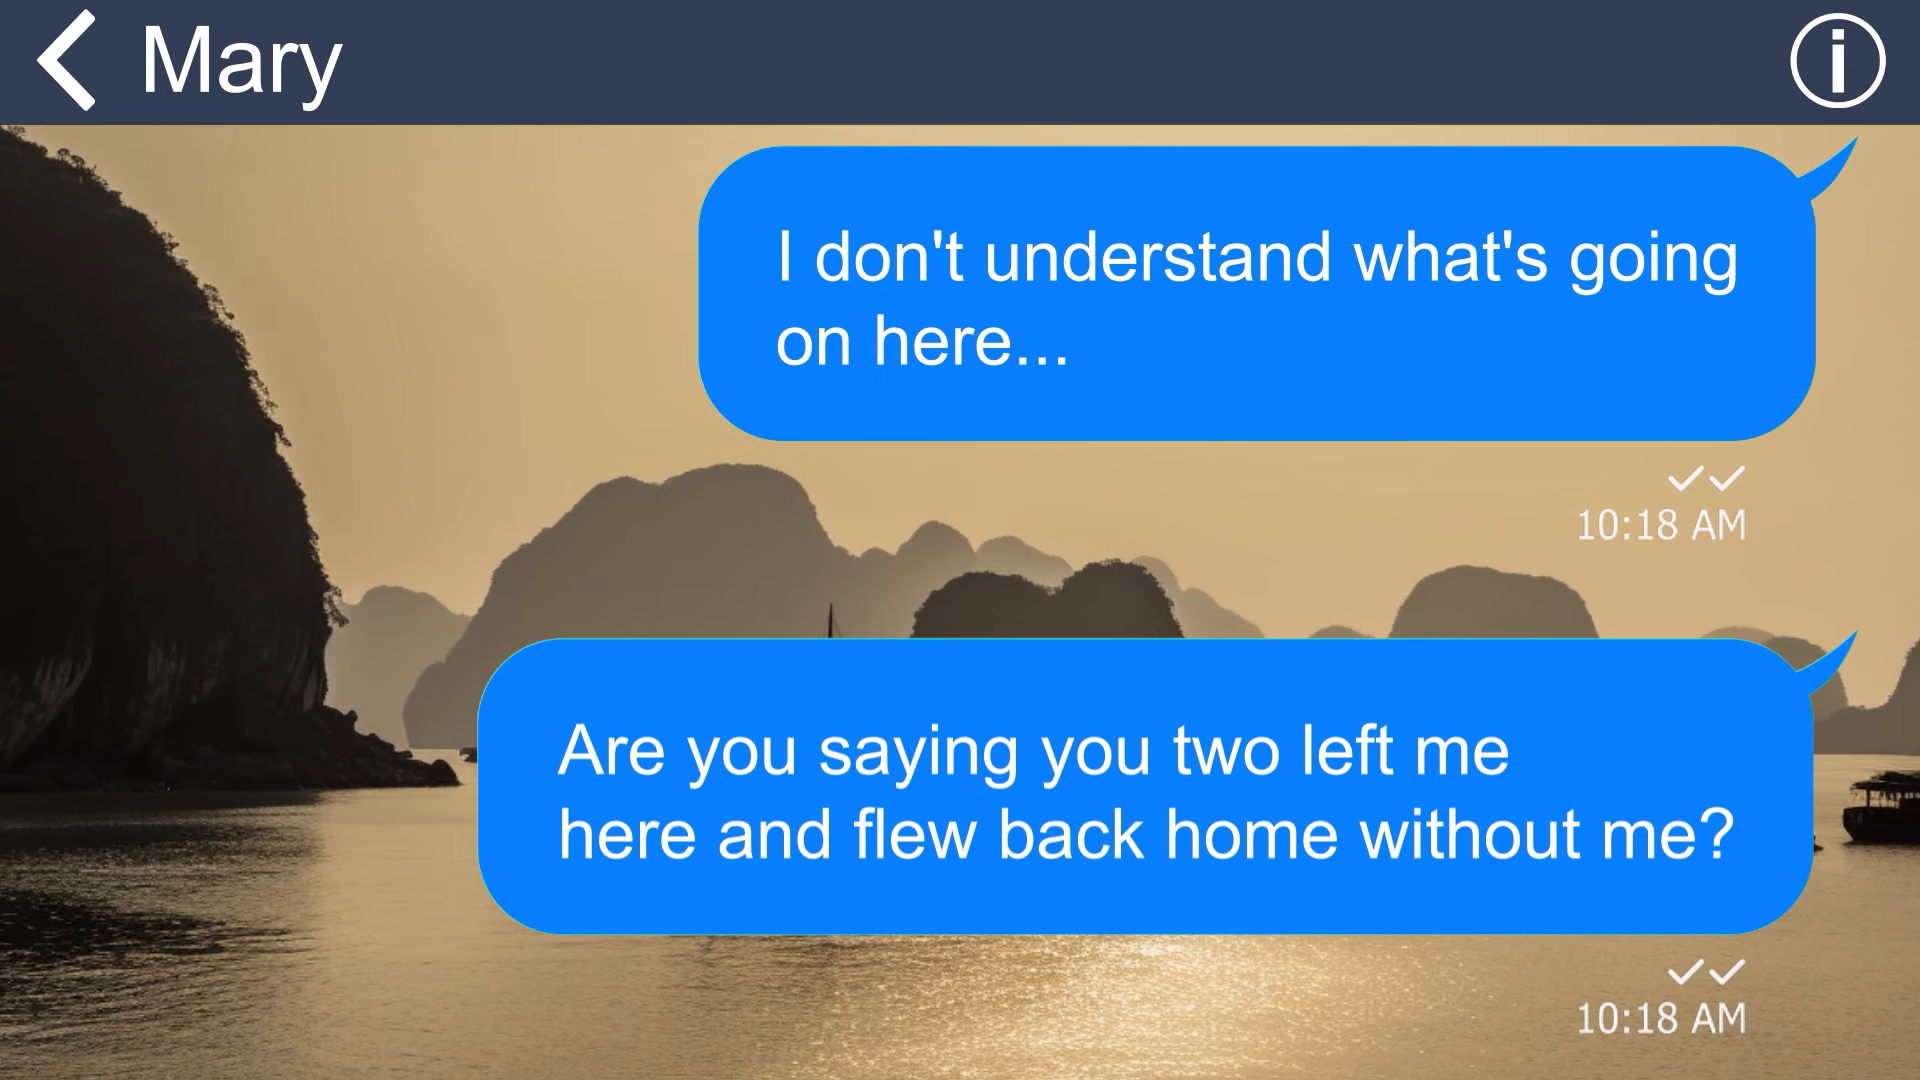 Mary
I don't understand what's going
on here...
10:18 AM
Are you saying you two left me
here and flew back home without me?
10:18 AM